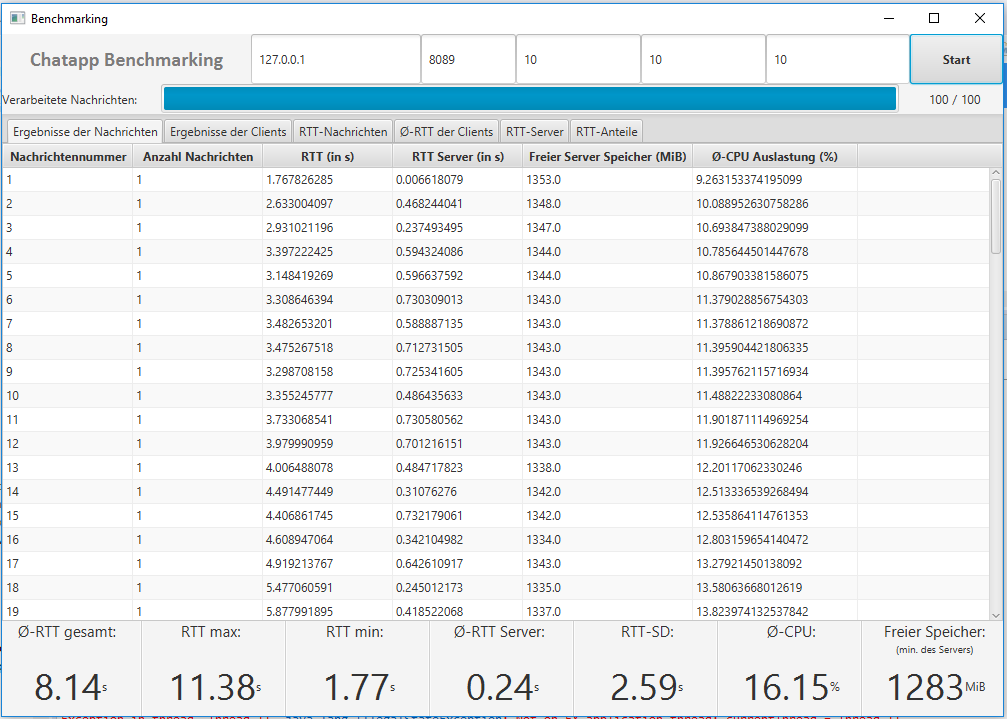 Benchmarking
Chatapp Benchmarking 127.0.0.1 8089 10 10 10 Start
Verarbeitete Nachrichten: 100 / 100
Ergebnisse der Nachrichten Ergebnisse der Clients RTT-Nachrichten Ø-RTT der Clients RTT-Server RTT-Anteile
Nachrichtennummer Anzahl Nachrichten RTT (in s) RTT Server (in s) Freier Server Speicher (MiB) Ø-CPU Auslastung (%)
1 1 1.767826285 0.006618079 1353.0 9.263153374195099
2 1 2.633004097 0.468244041 1348.0 10.088952630758286
3 1 2.931021196 0.237493495 1347.0 10.693847388029099
4 1 3.397222425 0.594324086 1344.0 10.785644501447678
5 1 3.148419269 0.596637592 1344.0 10.867903381586075
6 1 3.308646394 0.730309013 1343.0 11.379028856754303
7 1 3.482653201 0.588887135 1343.0 11.378861218690872
8 1 3.475267518 0.712731505 1343.0 11.395904421806335
9 1 3.298708158 0.725341605 1343.0 11.395762115716934
10 1 3.355245777 0.486435633 1343.0 11.48822233080864
11 1 3.733068541 0.730580562 1343.0 11.901871114969254
12 1 3.979990959 0.701216151 1343.0 11.926646530628204
13 1 4.006488078 0.484717823 1338.0 12.20117062330246
14 1 4.491477449 0.31076276 1342.0 12.513336539268494
15 1 4.406861745 0.732179061 1342.0 12.535864114761353
16 1 4.608947064 0.342104982 1334.0 12.803159654140472
17 1 4.919213767 0.642610917 1343.0 13.27921450138092
18 1 5.477060591 0.245012173 1335.0 13.58063668012619
19 1 5.877991895 0.418522068 1337.0 13.823974132537842
Ø-RTT gesamt: RTT max: RTT min: Ø-RTT Server: RTT-SD: Ø-CPU: Freier Speicher:
(min. des Servers)
8.14 s 11.38 s 1.77 s 0.24 s 2.59 s 16.15 % 1283 MiB